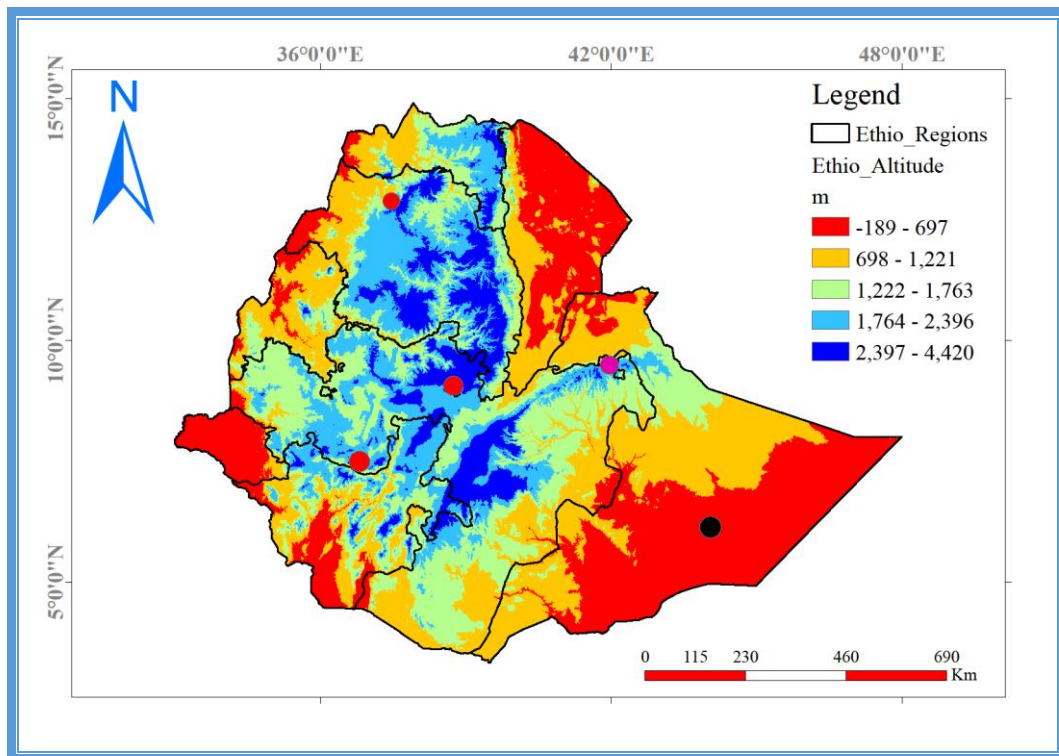 36°0'0"E 42°0'0"E 48°0'0"E
15°0'0"N
10°0'0"N
5°0'0"N
N
Legend
Ethio_Regions
Ethio_Altitude
m
-189 - 697
698 - 1,221
1,222 - 1,763
1,764 - 2,396
2,397 - 4,420
0 115 230 460 690
Km